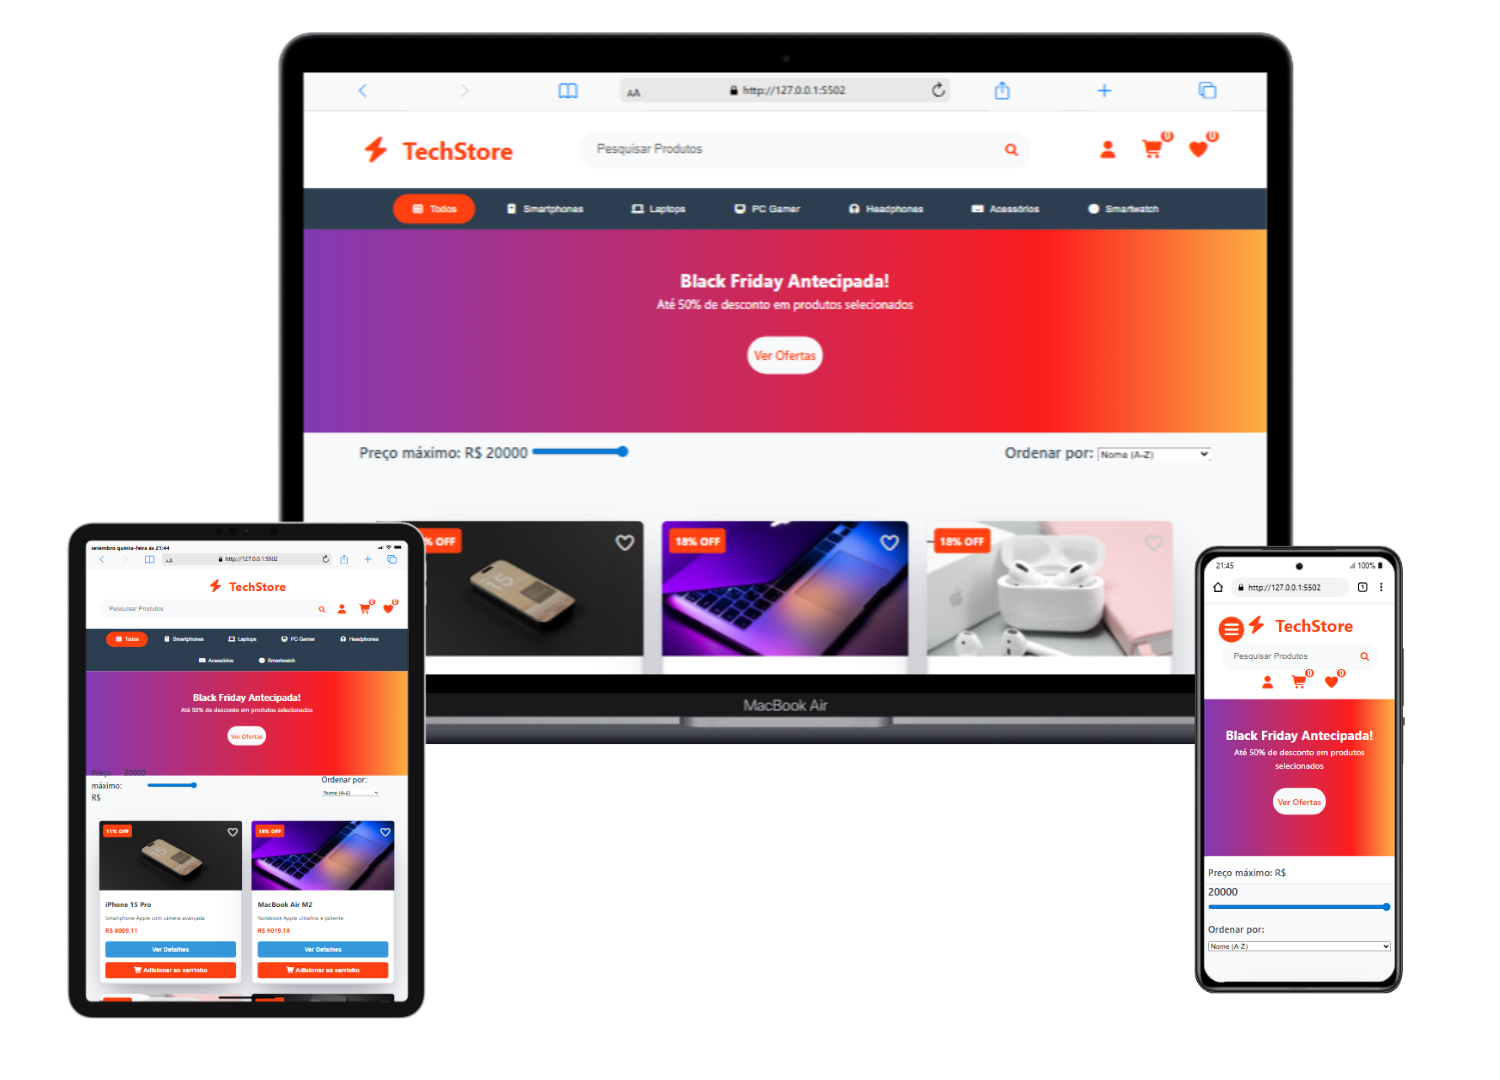 AA
http://127.0.0.1:5502
TechStore
Pesquisar Produtos
0
0
Todos
Smartphones
Laptops
PC Gamer
Headphones
Acessórios
Smartwatch
Black Friday Antecipada!
Até 50% de desconto em produtos selecionados
Ver Ofertas
Preço máximo: R$ 20000
Ordenar por: Nome (A-Z)
% OFF
18% OFF
18% OFF
MacBook Air
setembro quinta-feira às 21:44
AA
http://127.0.0.1:5502
TechStore
Pesquisar Produtos
0
0
Todos
Smartphones
Laptops
PC Gamer
Headphones
Acessórios
Smartwatch
Black Friday Antecipada!
Até 50% de desconto em produtos selecionados
Ver Ofertas
Preço 20000
máximo:
R$
Ordenar por:
Nome (A-Z)
11% OFF
18% OFF
iPhone 15 Pro
Smartphone Apple com câmera avançada
R$ 8009.11
Ver Detalhes
Adicionar ao carrinho
MacBook Air M2
Notebook Apple ultrafino e potente
R$ 9019.18
Ver Detalhes
Adicionar ao carrinho
21:45
100%
http://127.0.0.1:5502
1
TechStore
Pesquisar Produtos
0
0
Black Friday Antecipada!
Até 50% de desconto em produtos
selecionados
Ver Ofertas
Preço máximo: R$
20000
Ordenar por:
Nome (A-Z)